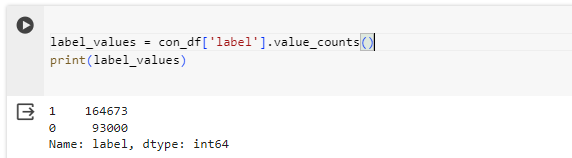 label_values = con_df['label'].value_counts()
print(label_values)
1    164673
0     93000
Name: label, dtype: int64